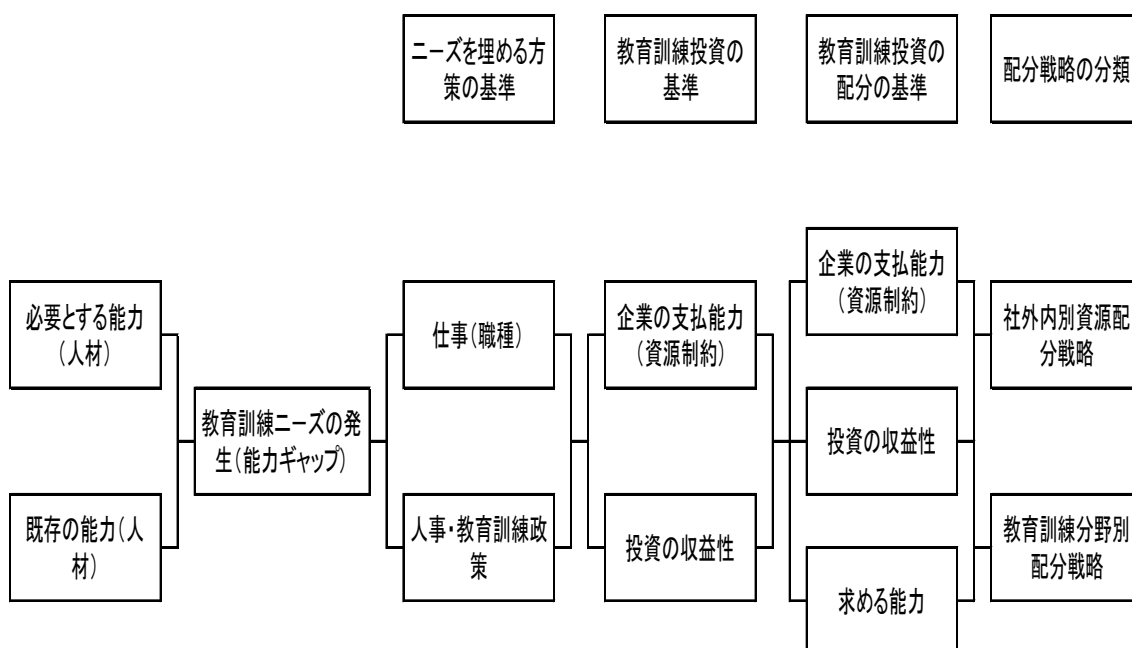 ニーズを埋める方
策の基準
教育訓練投資の
基準
教育訓練投資の
配分の基準
配分戦略の分類
必要とする能力
(人材)
既存の能力(人
材)
教育訓練ニーズの発
生(能力ギャップ)
仕事(職種)
人事・教育訓練政
策
企業の支払能力
(資源制約)
投資の収益性
企業の支払能力
(資源制約)
投資の収益性
求める能力
社外内別資源配
分戦略
教育訓練分野別
配分戦略